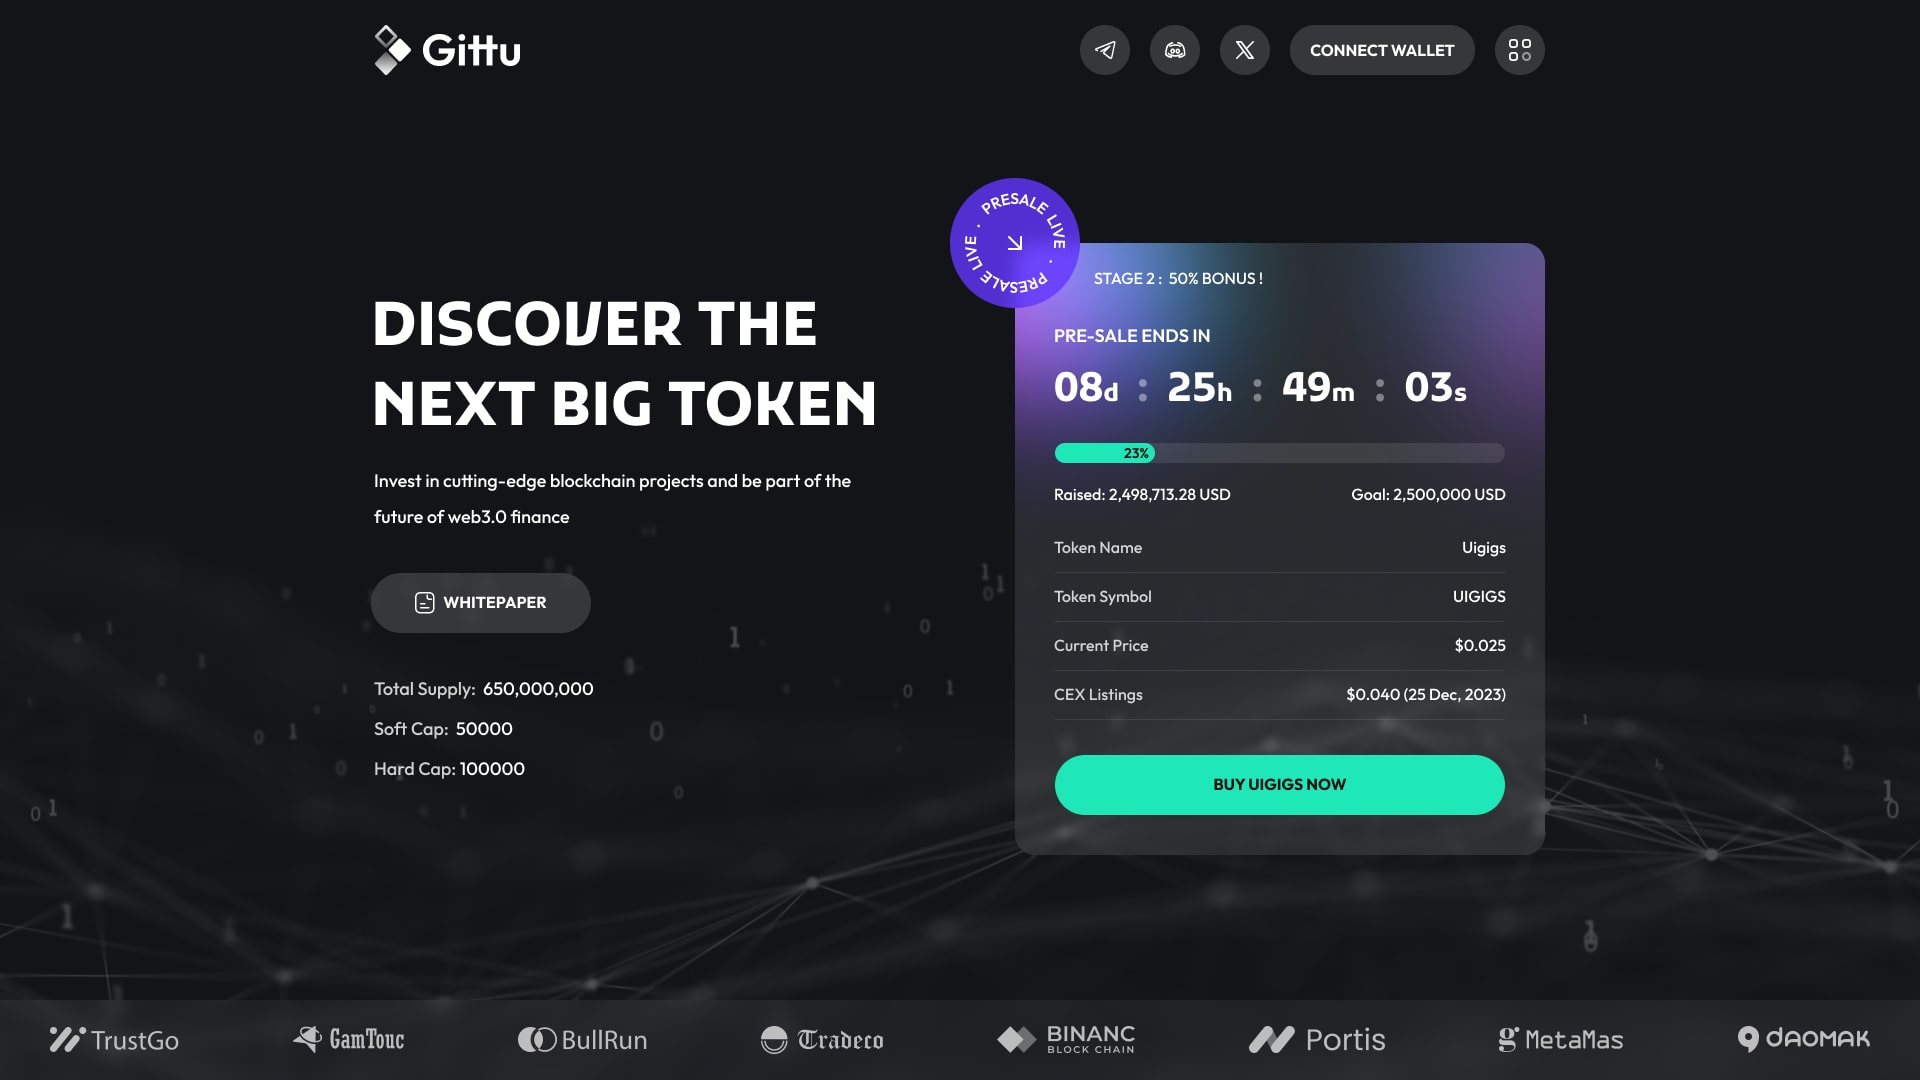 Gittu
CONNECT WALLET
PRESALE LIVE · PRESALE LIVE ·
STAGE 2 : 50% BONUS !
DISCOVER THE
NEXT BIG TOKEN
Invest in cutting-edge blockchain projects and be part of the
future of web3.0 finance
WHITEPAPER
Total Supply: 650,000,000
Soft Cap: 50000
Hard Cap: 100000
PRE-SALE ENDS IN
08d : 25h : 49m : 03s
23%
Raised: 2,498,713.28 USD Goal: 2,500,000 USD
Token Name Uigigs
Token Symbol UIGIGS
Current Price $0.025
CEX Listings $0.040 (25 Dec, 2023)
BUY UIGIGS NOW
TrustGo GamTouc BullRun Tradeco BINANC BLOCK CHAIN Portis MetaMas DAOMAK